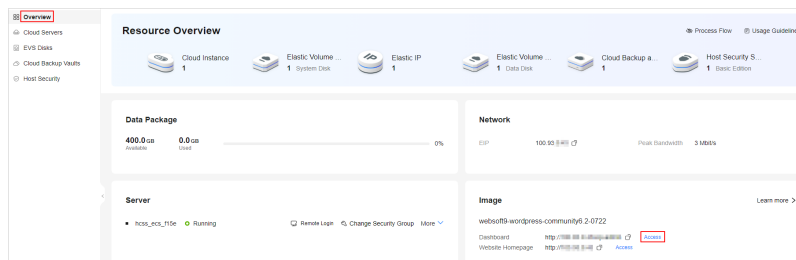 Overview
Cloud Servers
EVS Disks
Cloud Backup Vaults
Host Security
Resource Overview
Process Flow
Usage Guideline
Cloud Instance
1
Elastic Volume ...
1 System Disk
Elastic IP
1
Elastic Volume ...
1 Data Disk
Cloud Backup a...
1
Host Security S...
1 Basic Edition
Data Package
400.0 GB
Available
0.0 GB
Used
0%
Network
EIP 100.93.
Peak Bandwidth 3 Mbit/s
Server
hcss_ecs_f15e Running
Remote Login Change Security Group More
Image
Learn more >
websoft9-wordpress-community6.2-0722
Dashboard http:// Access
Website Homepage http:// Access